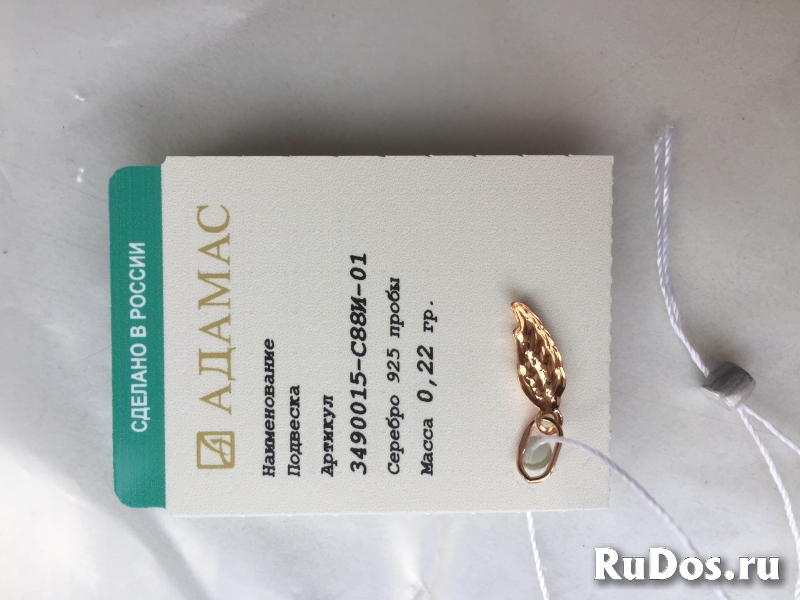 СДЕЛАНО В РОССИИ
АДАМАС
Наименование
Подвеска
Артикул
3490015-С88И-01
Серебро 925 пробы
Масса 0,22 гр.
RuDos.ru